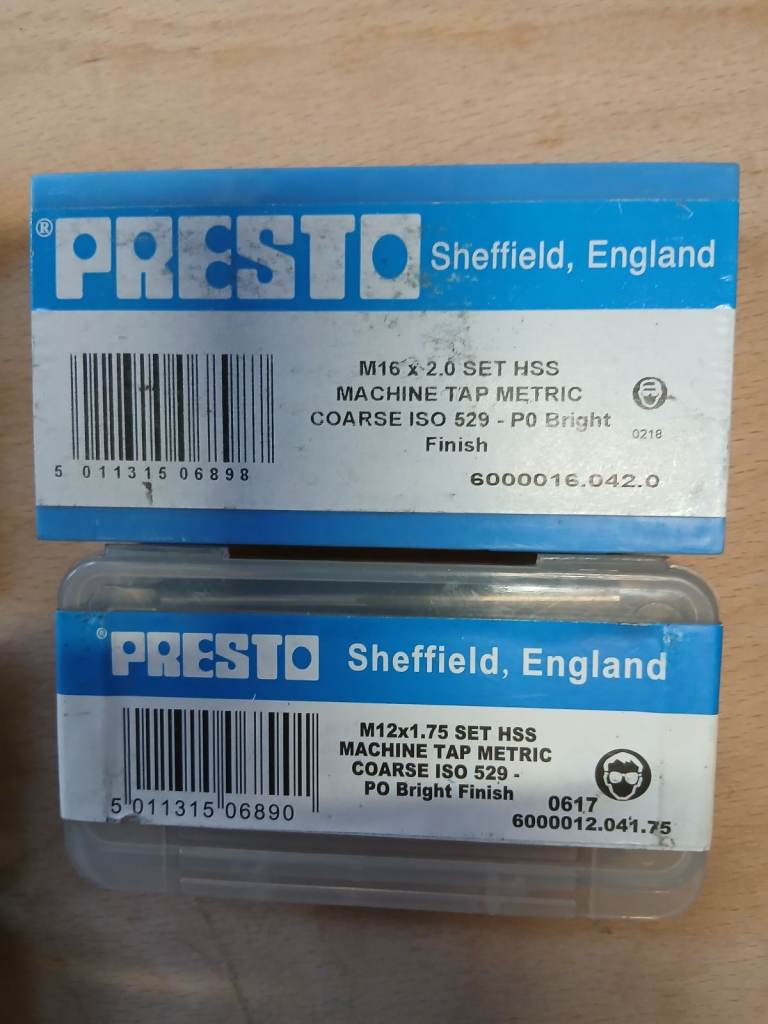 ® PRESTO Sheffield, England
M16 x 2.0 SET HSS
MACHINE TAP METRIC
COARSE ISO 529 - P0 Bright
Finish
0218
5 011315 06898
6000016.042.0
® PRESTO Sheffield, England
M12x1.75 SET HSS
MACHINE TAP METRIC
COARSE ISO 529 -
PO Bright Finish
0617
5 011315 06890
6000012.041.75